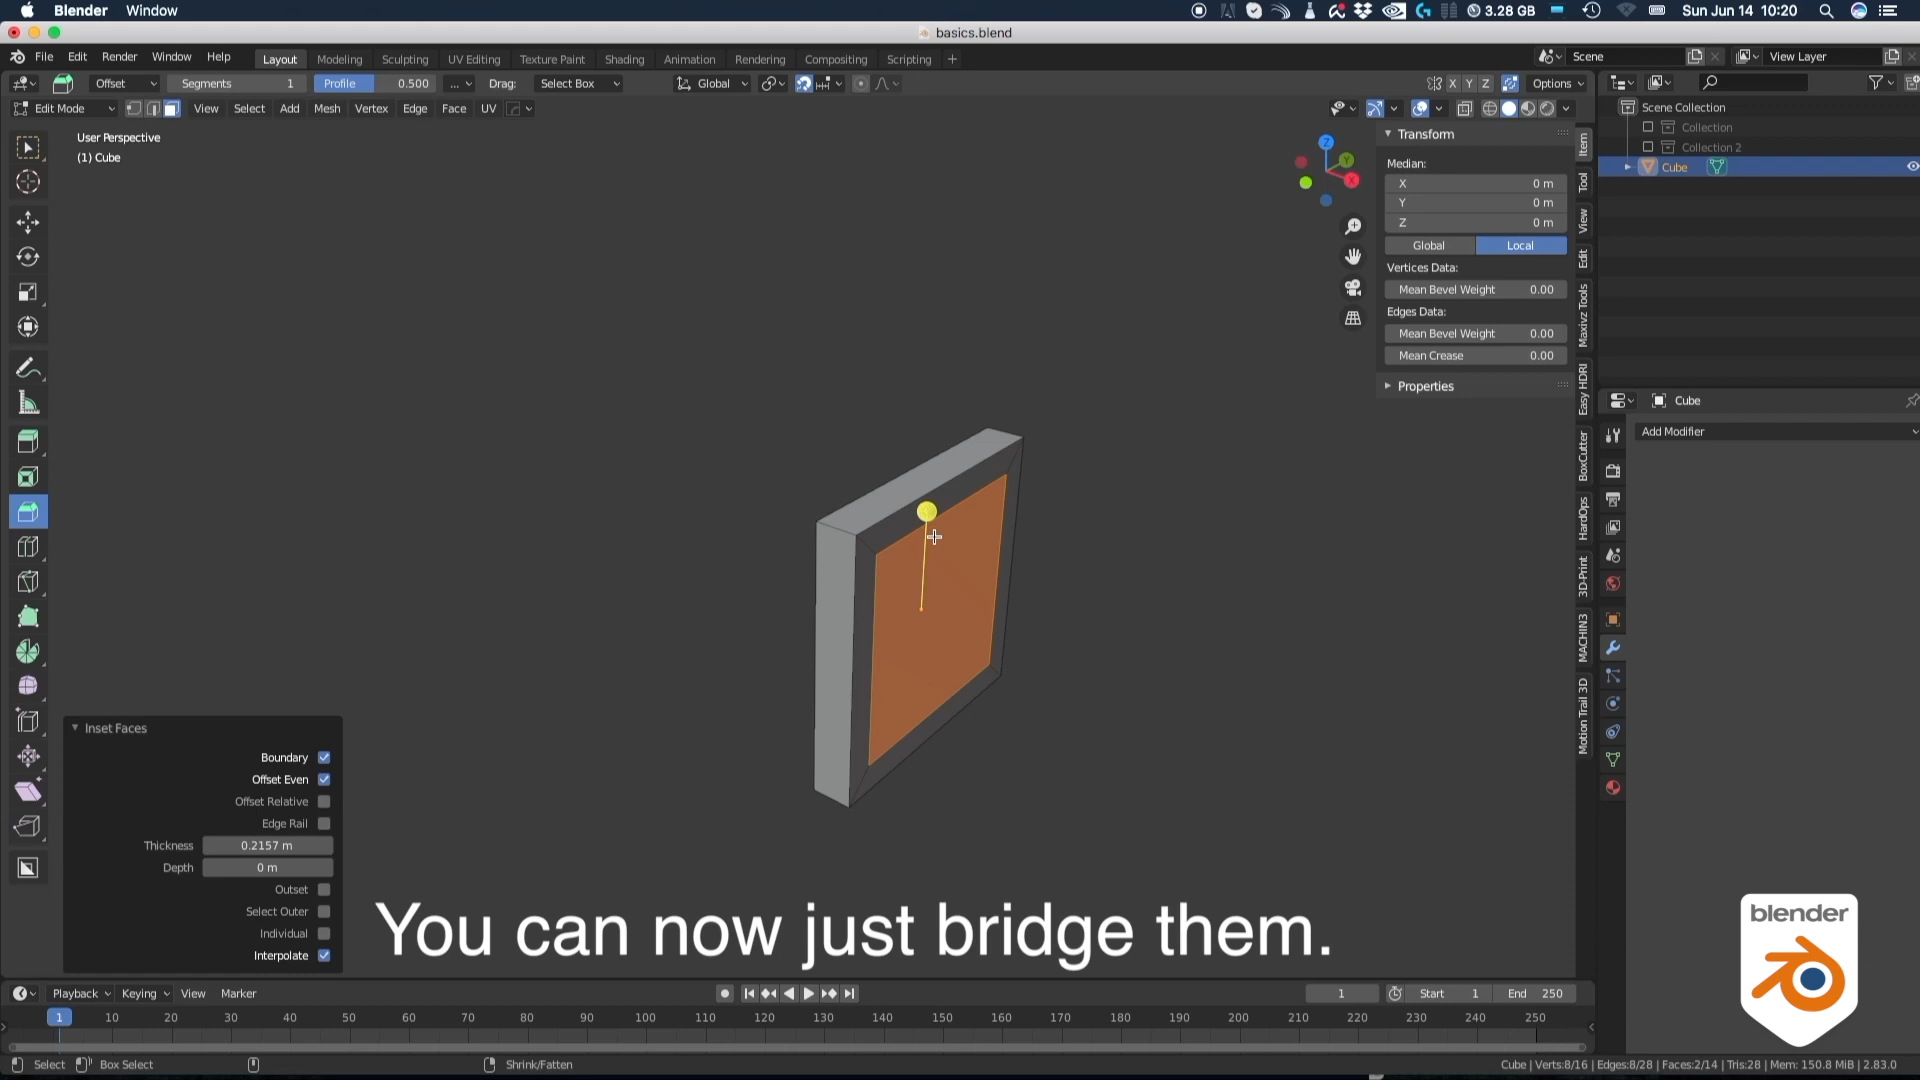 Blender Window
3.28 GB Sun Jun 14 10:20
basics.blend
File Edit Render Window Help
Layout Modeling Sculpting UV Editing Texture Paint Shading Animation Rendering Compositing Scripting +
Scene View Layer
Offset Segments 1 Profile 0.500 ... Drag: Select Box Global X Y Z Options
Edit Mode View Select Add Mesh Vertex Edge Face UV
User Perspective
(1) Cube
Z Y X
Transform
Median:
X 0 m
Y 0 m
Z 0 m
Global Local
Vertices Data:
Mean Bevel Weight 0.00
Edges Data:
Mean Bevel Weight 0.00
Mean Crease 0.00
Properties
Item
Tool
View
Edit
Maxivz Tools
Easy HDRI
BoxCutter
HardOps
3D-Print
MACHIN3
Motion Trail 3D
Scene Collection
Collection
Collection 2
Cube
Cube
Add Modifier
Inset Faces
Boundary
Offset Even
Offset Relative
Edge Rail
Thickness 0.2157 m
Depth 0 m
Outset
Select Outer
Individual
Interpolate
You can now just bridge them.
blender
Playback Keying View Marker
1 Start 1 End 250
1 10 20 30 40 50 60 70 80 90 100 110 120 130 140 150 160 170 180 190 200 210 220 230 240 250
Select Box Select Shrink/Fatten
Cube | Verts:8/16 | Edges:8/28 | Faces:2/14 | Tris:28 | Mem: 150.8 MiB | 2.83.0